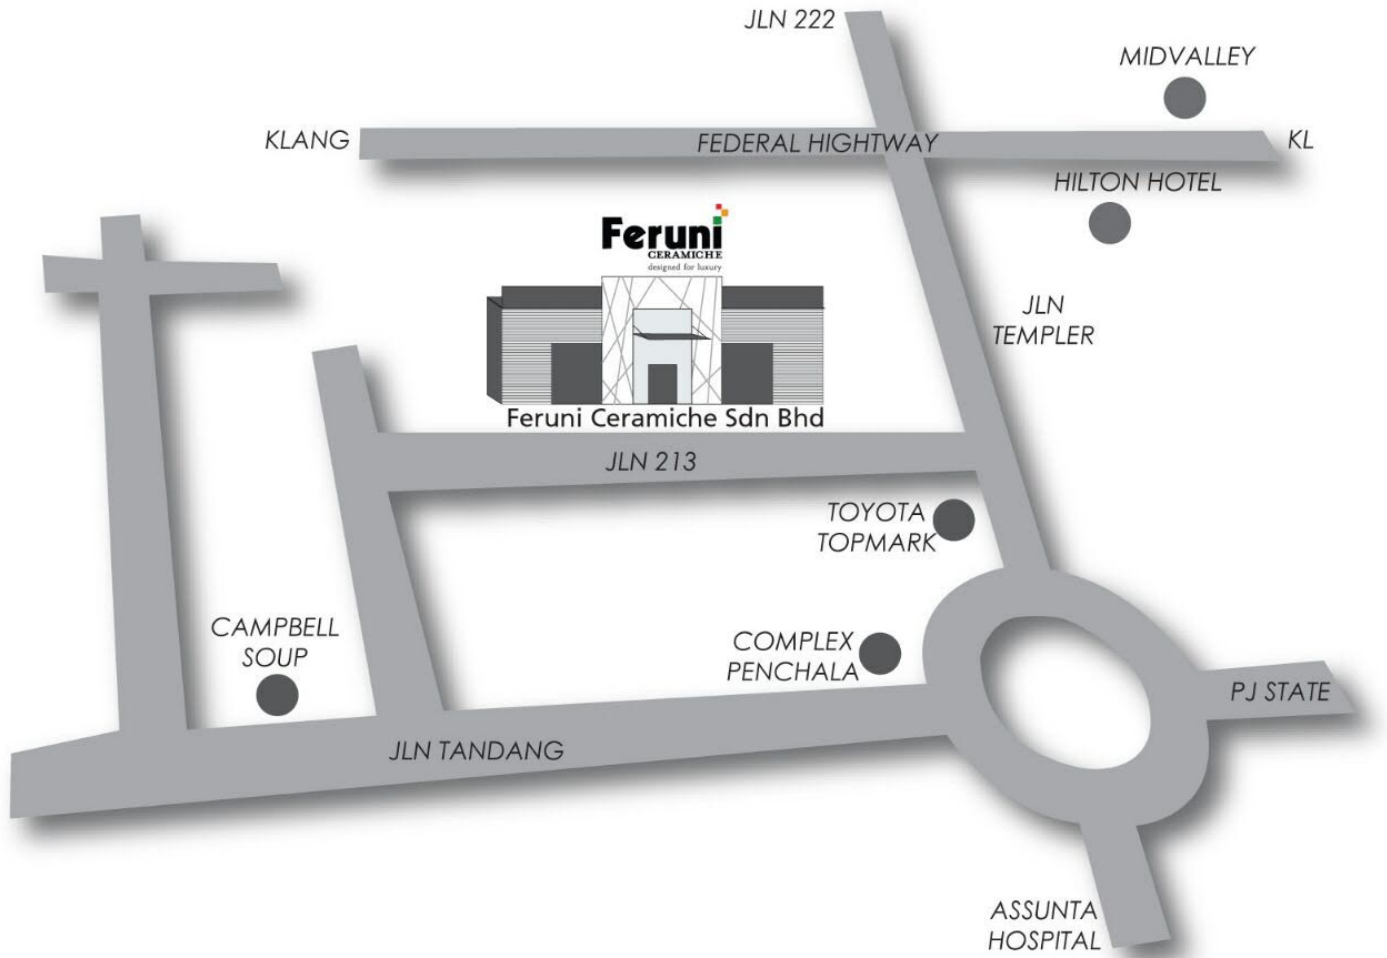 JLN 222
MIDVALLEY
KLANG
FEDERAL HIGHTWAY
KL
HILTON HOTEL
Feruni
CERAMICHE
designed for luxury
JLN
TEMPLER
Feruni Ceramiche Sdn Bhd
JLN 213
TOYOTA
TOPMARK
CAMPBELL
SOUP
COMPLEX
PENCHALA
PJ STATE
JLN TANDANG
ASSUNTA
HOSPITAL